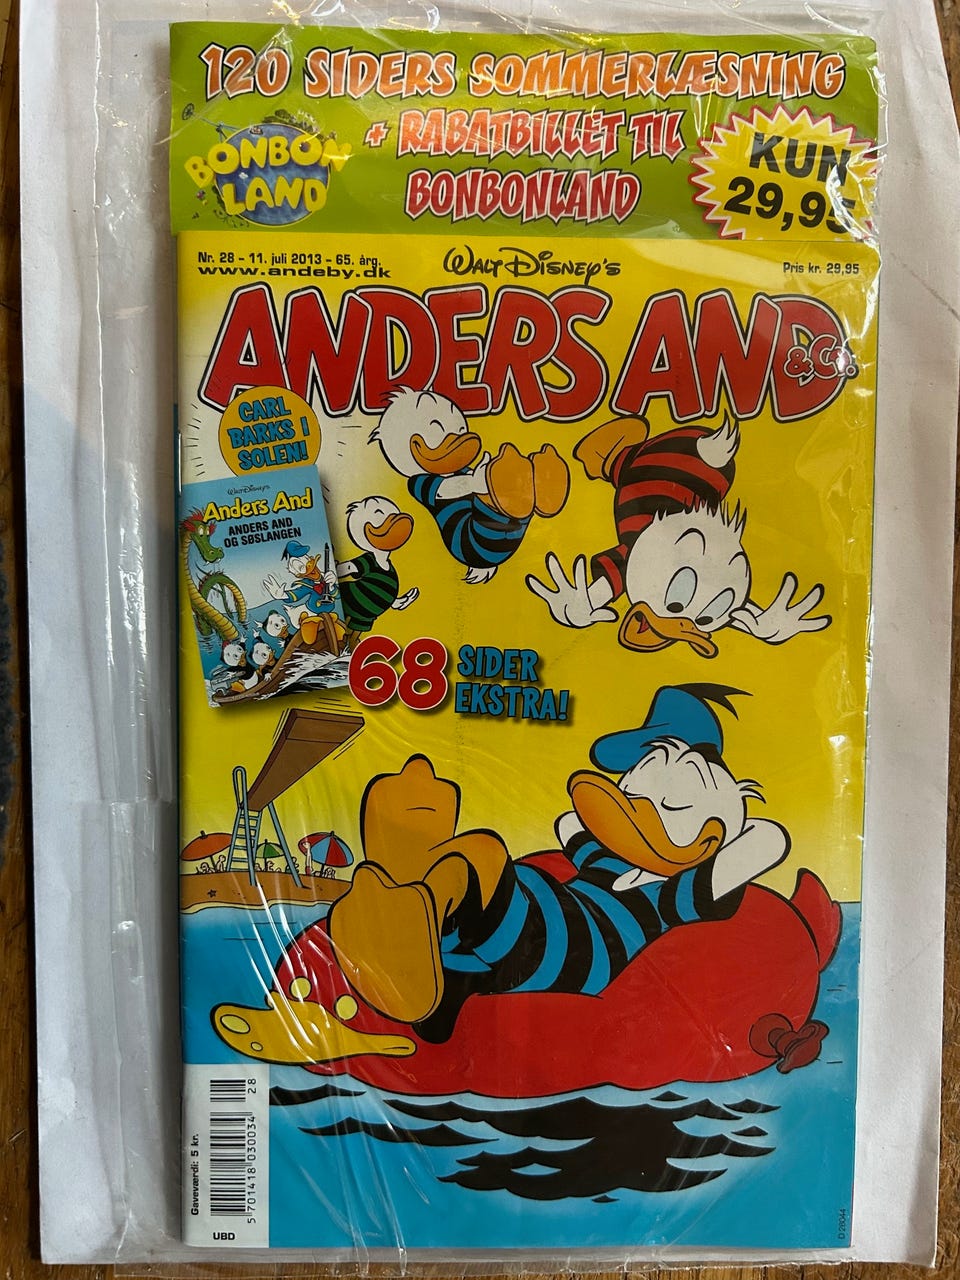 120 SIDERS SOMMERLÆSNING
+ RABATBILLET TIL
BONBONLAND
BONBON
LAND
KUN
29,95
Nr. 28 - 11. juli 2013 - 65. årg.
www.andeby.dk
WALT DISNEY'S
Pris kr. 29,95
ANDERS AND
& Co.
CARL
BARKS I
SOLEN!
WALT DISNEY'S
Anders And
ANDERS AND
OG SØSLANGEN
68 SIDER
EKSTRA!
Gaveværdi: 5 kr.
5 701418 030034
28
UBD
D 28044